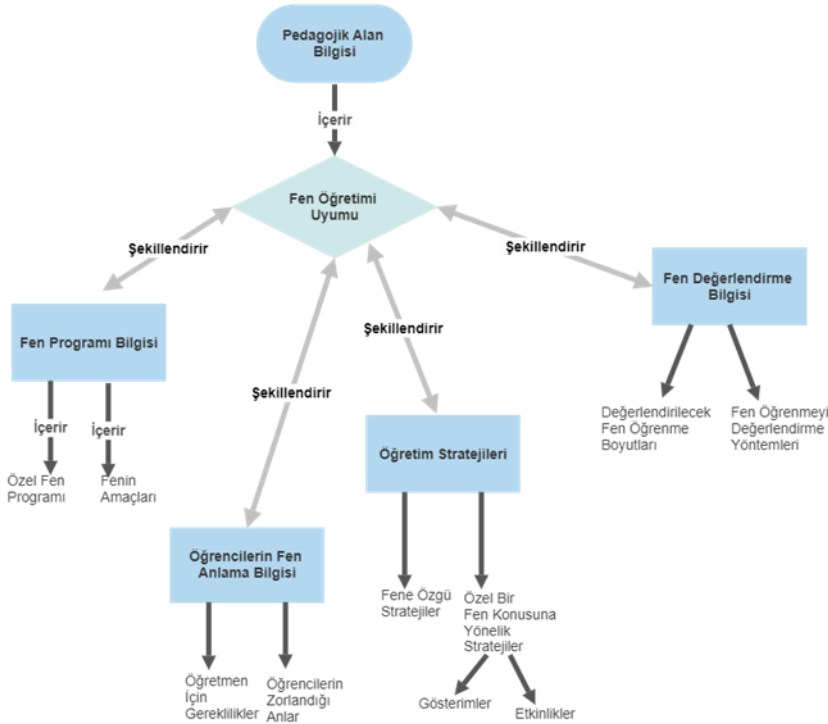 Pedagojik Alan
Bilgisi
İçerir
Fen Öğretimi
Uyumu
Şekillendirir
Şekillendirir
Şekillendirir
Şekillendirir
Fen Programı Bilgisi
İçerir
İçerir
Özel Fen
Programı
Fenin
Amaçları
Öğrencilerin Fen
Anlama Bilgisi
Öğretmen
İçin
Gereklilikler
Öğrencilerin
Zorlandığı
Anlar
Öğretim Stratejileri
Fene Özgü
Stratejiler
Özel Bir
Fen Konusuna
Yönelik
Stratejiler
Gösterimler
Etkinlikler
Fen Değerlendirme
Bilgisi
Değerlendirilecek
Fen Öğrenme
Boyutları
Fen Öğrenmeyi
Değerlendirme
Yöntemleri